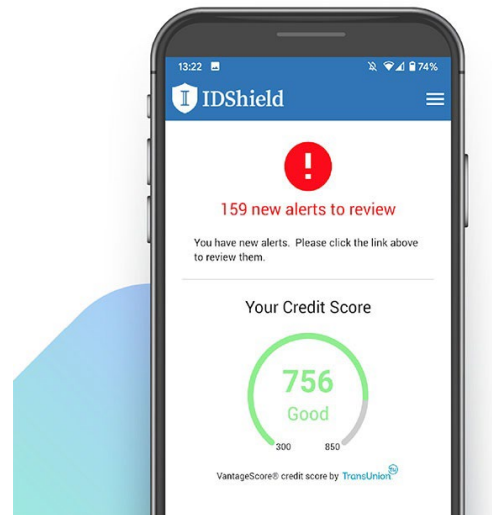 13:22 74%
IDShield
159 new alerts to review
You have new alerts. Please click the link above
to review them.
Your Credit Score
756
Good
300 850
VantageScore® credit score by TransUnion